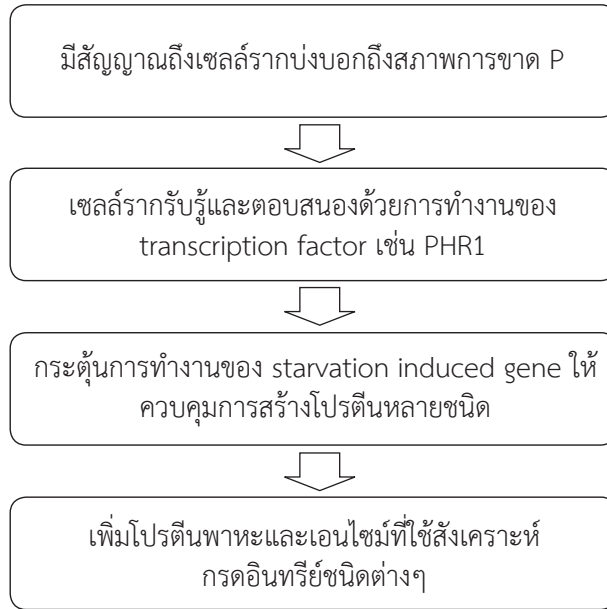 มีสัญญาณถึงเซลล์รากบ่งบอกถึงสภาพการขาด P
เซลล์รากรับรู้และตอบสนองด้วยการทำงานของ
transcription factor เช่น PHR1
กระตุ้นการทำงานของ starvation induced gene ให้
ควบคุมการสร้างโปรตีนหลายชนิด
เพิ่มโปรตีนพาหะและเอนไซม์ที่ใช้สังเคราะห์
กรดอินทรีย์ชนิดต่างๆ